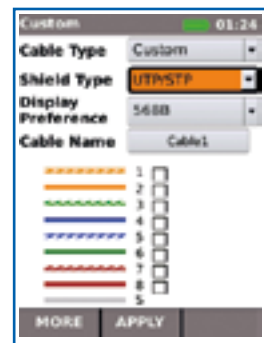 Custom 01:24
Cable Type Custom
Shield Type UTP/STP
Display
Preference 568B
Cable Name Cable1
1
2
3
4
5
6
7
8
S
MORE APPLY